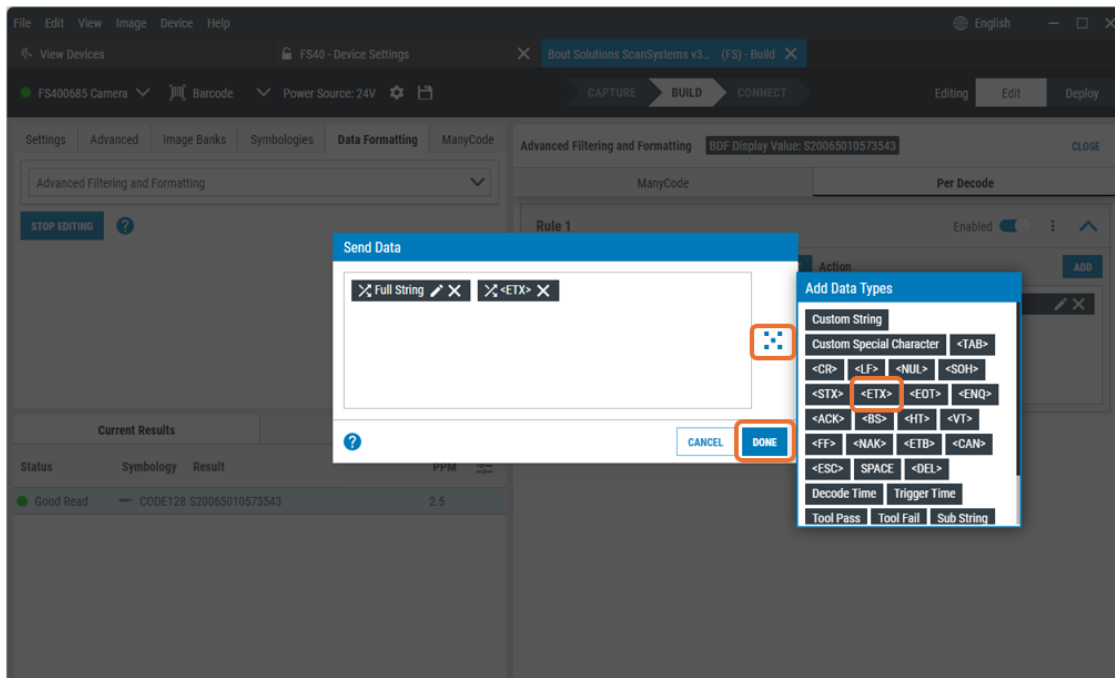 File Edit View Image Device Help English
View Devices FS40 - Device Settings Bout Solutions ScanSystems v3... (FS) - Build
FS400685 Camera Barcode Power Source: 24V CAPTURE BUILD CONNECT Editing Edit Deploy
Settings Advanced Image Banks Symbologies Data Formatting ManyCode
Advanced Filtering and Formatting BDF Display Value: S20065010573543 CLOSE
Advanced Filtering and Formatting
ManyCode Per Decode
STOP EDITING ?
Rule 1 Enabled
Action ADD
Send Data
Full String <ETX>
? CANCEL DONE
Add Data Types
Custom String
Custom Special Character <TAB>
<CR> <LF> <NUL> <SOH>
<STX> <ETX> <EOT> <ENQ>
<ACK> <BS> <HT> <VT>
<FF> <NAK> <ETB> <CAN>
<ESC> SPACE <DEL>
Decode Time Trigger Time
Tool Pass Tool Fail Sub String
Current Results
Status Symbology Result PPM
Good Read CODE128 S20065010573543 2.5